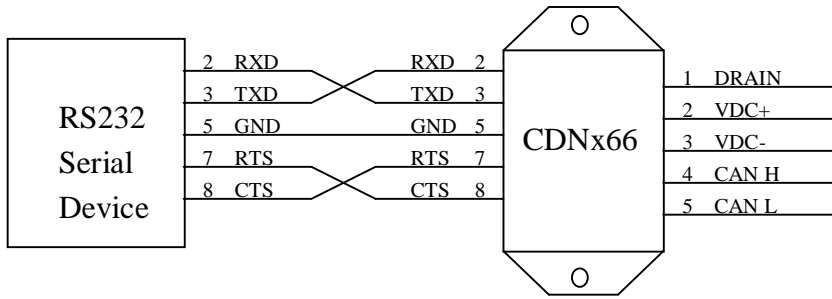 2 RXD RXD 2
3 TXD TXD 3
5 GND GND 5
7 RTS RTS 7
8 CTS CTS 8
RS232
Serial
Device
CDNx66
1 DRAIN
2 VDC+
3 VDC-
4 CAN H
5 CAN L